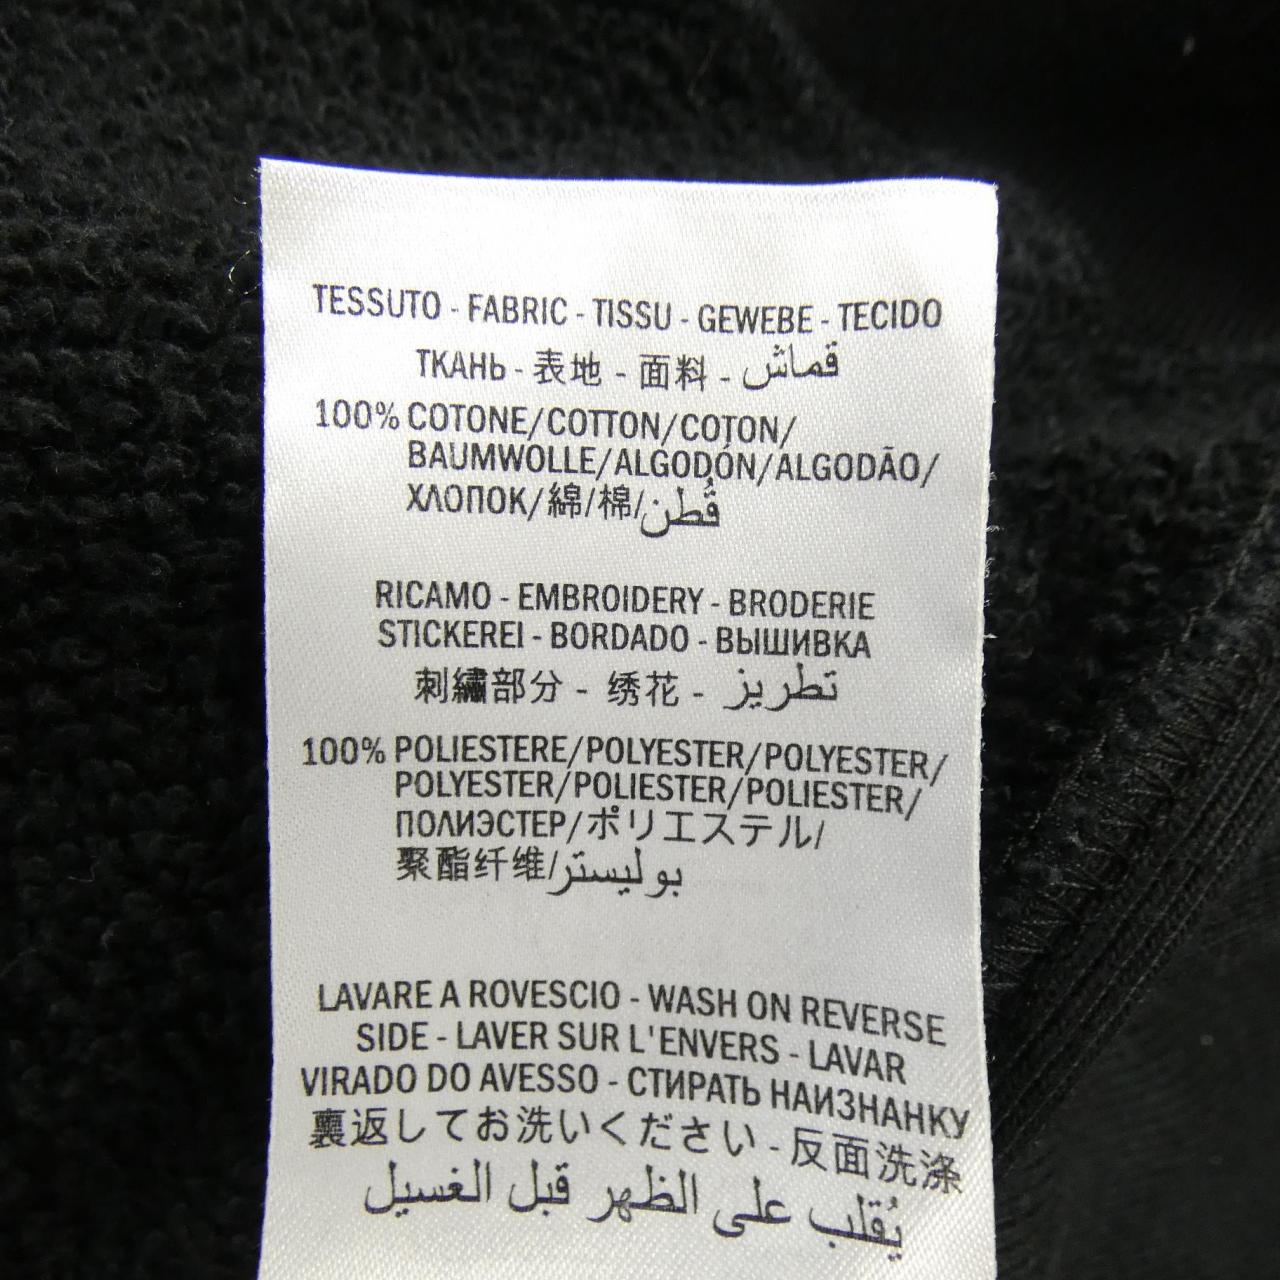 TESSUTO - FABRIC - TISSU - GEWEBE - TECIDO
ТКАНЬ - 表地 - 面料 - قماش
100% COTONE/COTTON/COTON/
BAUMWOLLE/ALGODÓN/ALGODÃO/
ХЛОПОК/綿/棉/قُطن
RICAMO - EMBROIDERY - BRODERIE
STICKEREI - BORDADO - ВЫШИВКА
刺繍部分 - 绣花 - تطريز
100% POLIESTERE/POLYESTER/POLYESTER/
POLYESTER/POLIESTER/POLIESTER/
ПОЛИЭСТЕР/ポリエステル/
聚酯纤维/بوليستر
LAVARE A ROVESCIO - WASH ON REVERSE
SIDE - LAVER SUR L'ENVERS - LAVAR
VIRADO DO AVESSO - СТИРАТЬ НАИЗНАНКУ
裏返してお洗いください - 反面洗涤
يُقلب على الظهر قبل الغسيل